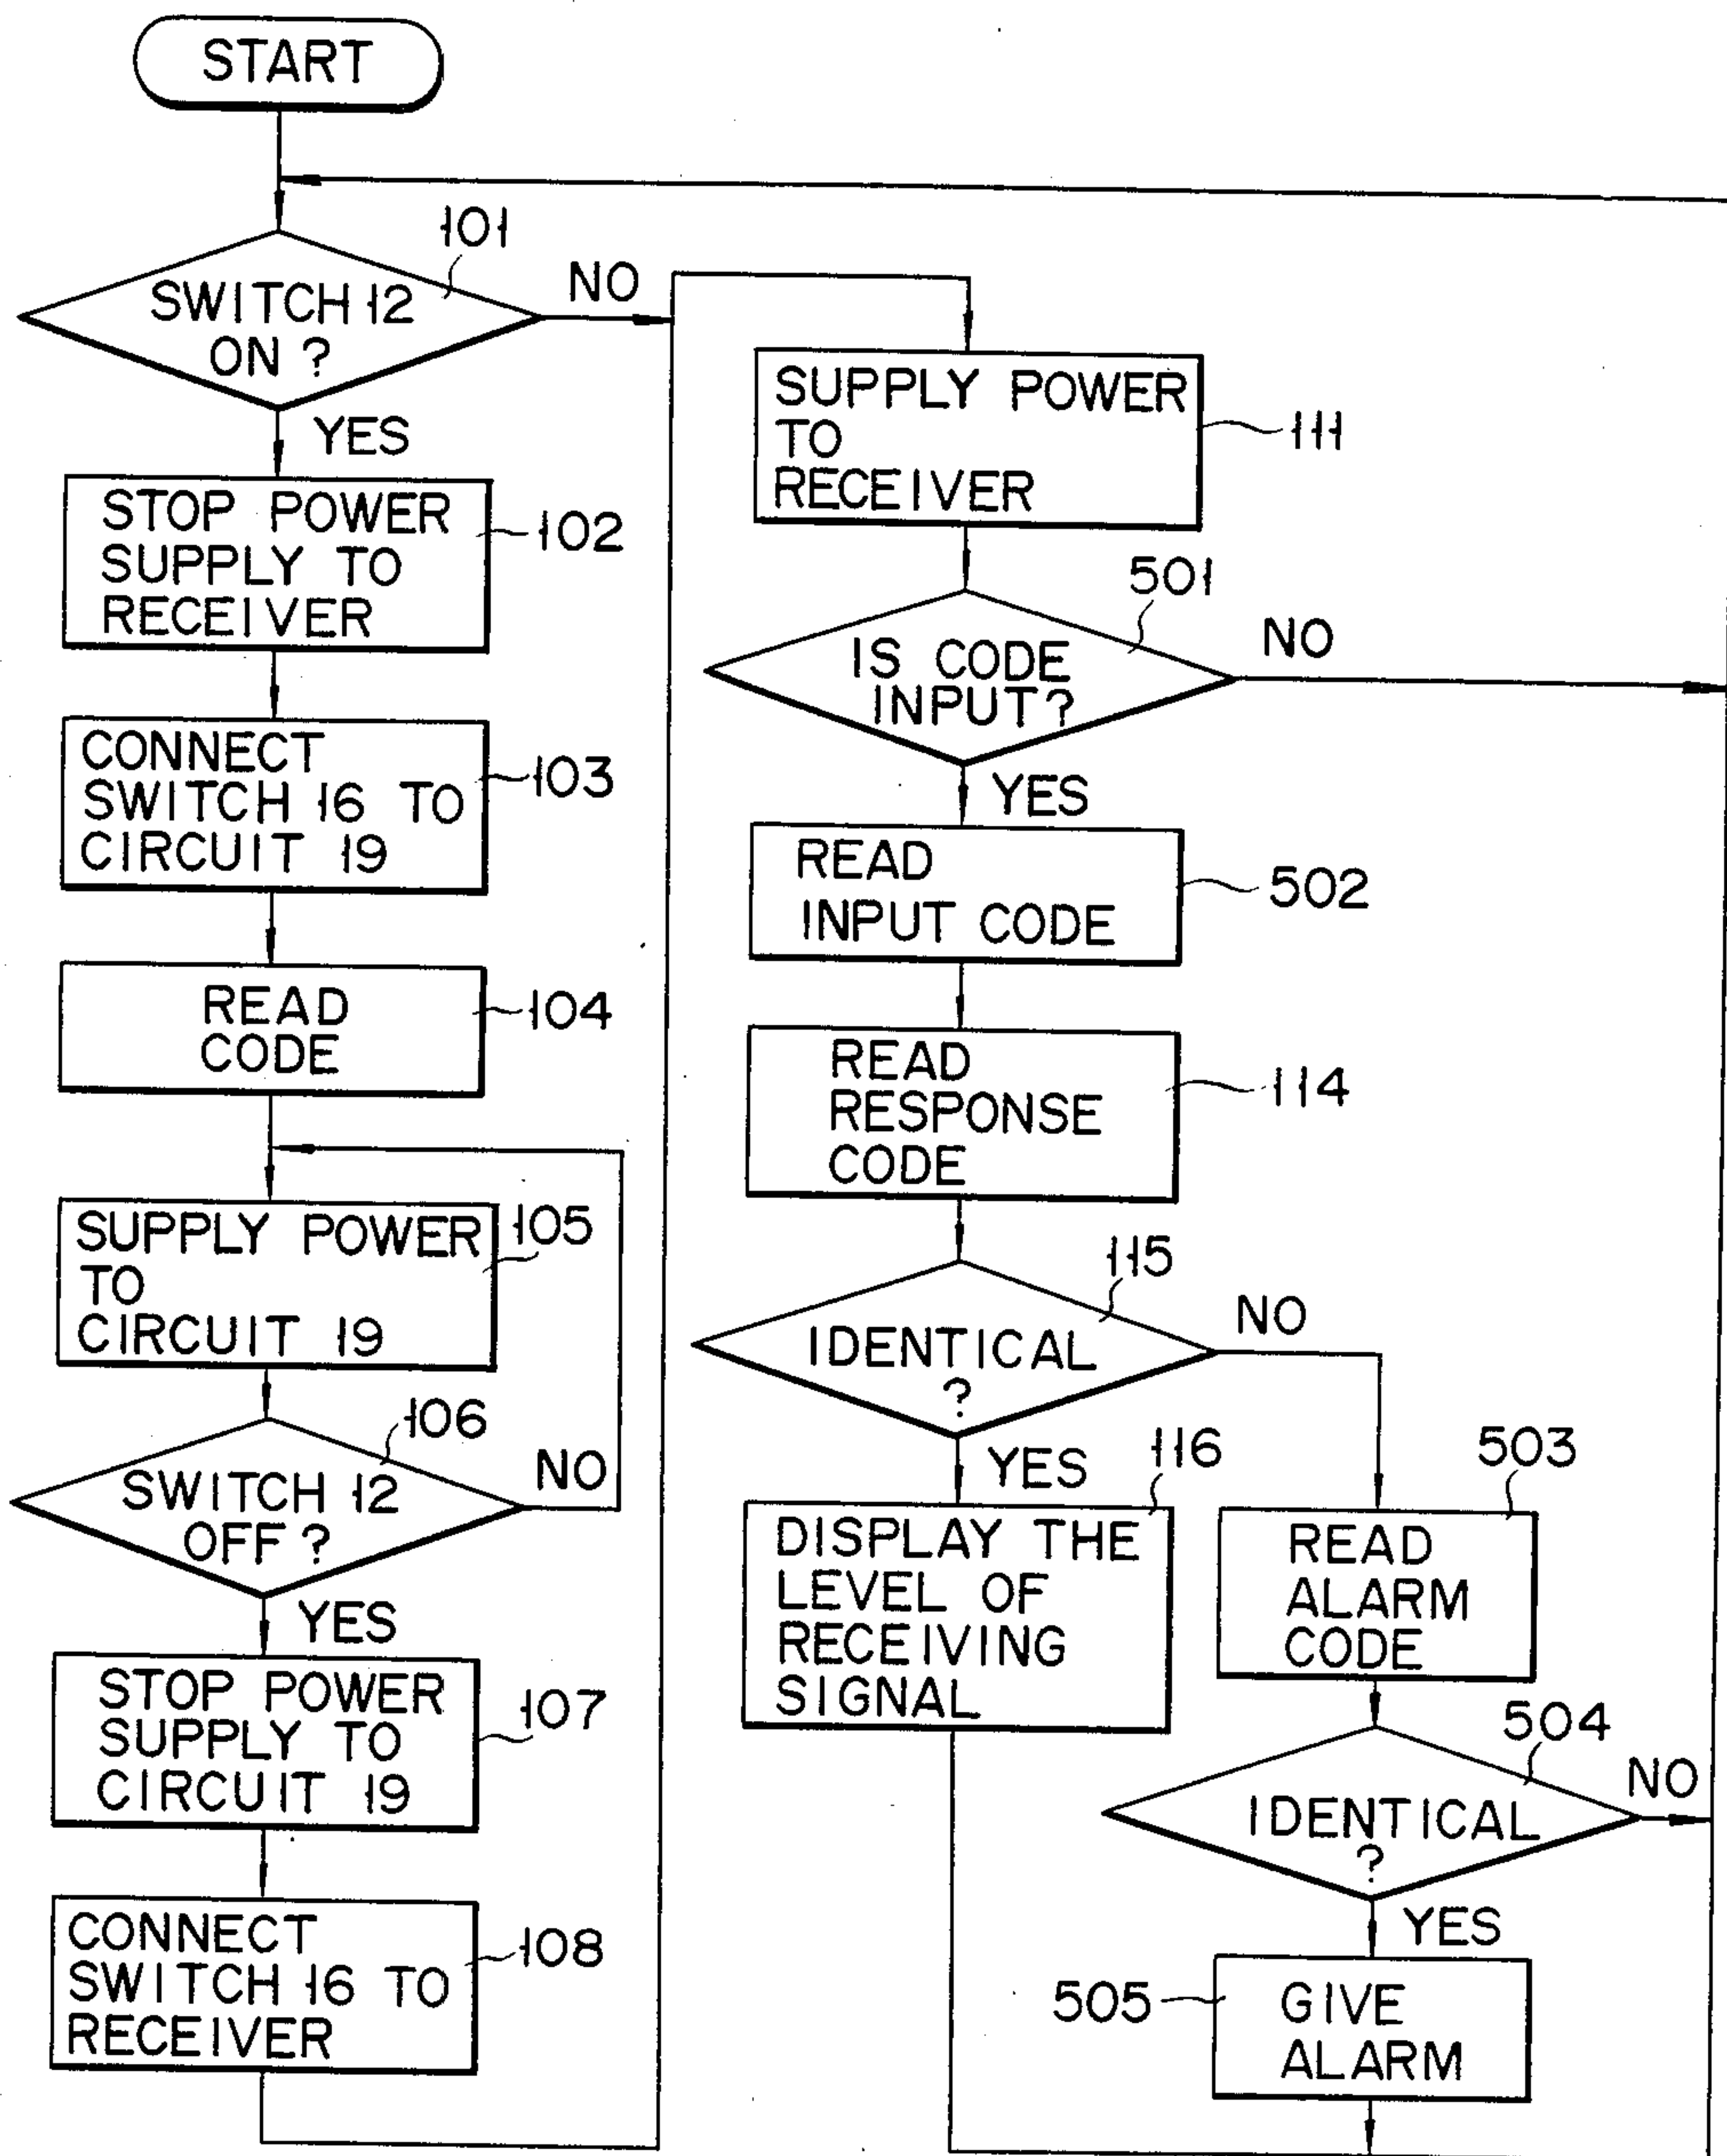 START
101
SWITCH 12
ON ?
NO
YES
STOP POWER
SUPPLY TO
RECEIVER
102
CONNECT
SWITCH 16 TO
CIRCUIT 19
103
READ
CODE
104
SUPPLY POWER
TO
CIRCUIT 19
105
106
SWITCH 12
OFF ?
NO
YES
STOP POWER
SUPPLY TO
CIRCUIT 19
107
CONNECT
SWITCH 16 TO
RECEIVER
108
SUPPLY POWER
TO
RECEIVER
111
501
IS CODE
INPUT?
NO
YES
READ
INPUT CODE
502
READ
RESPONSE
CODE
114
115
IDENTICAL
?
NO
YES
116
DISPLAY THE
LEVEL OF
RECEIVING
SIGNAL
503
READ
ALARM
CODE
504
IDENTICAL
?
NO
YES
505
GIVE
ALARM